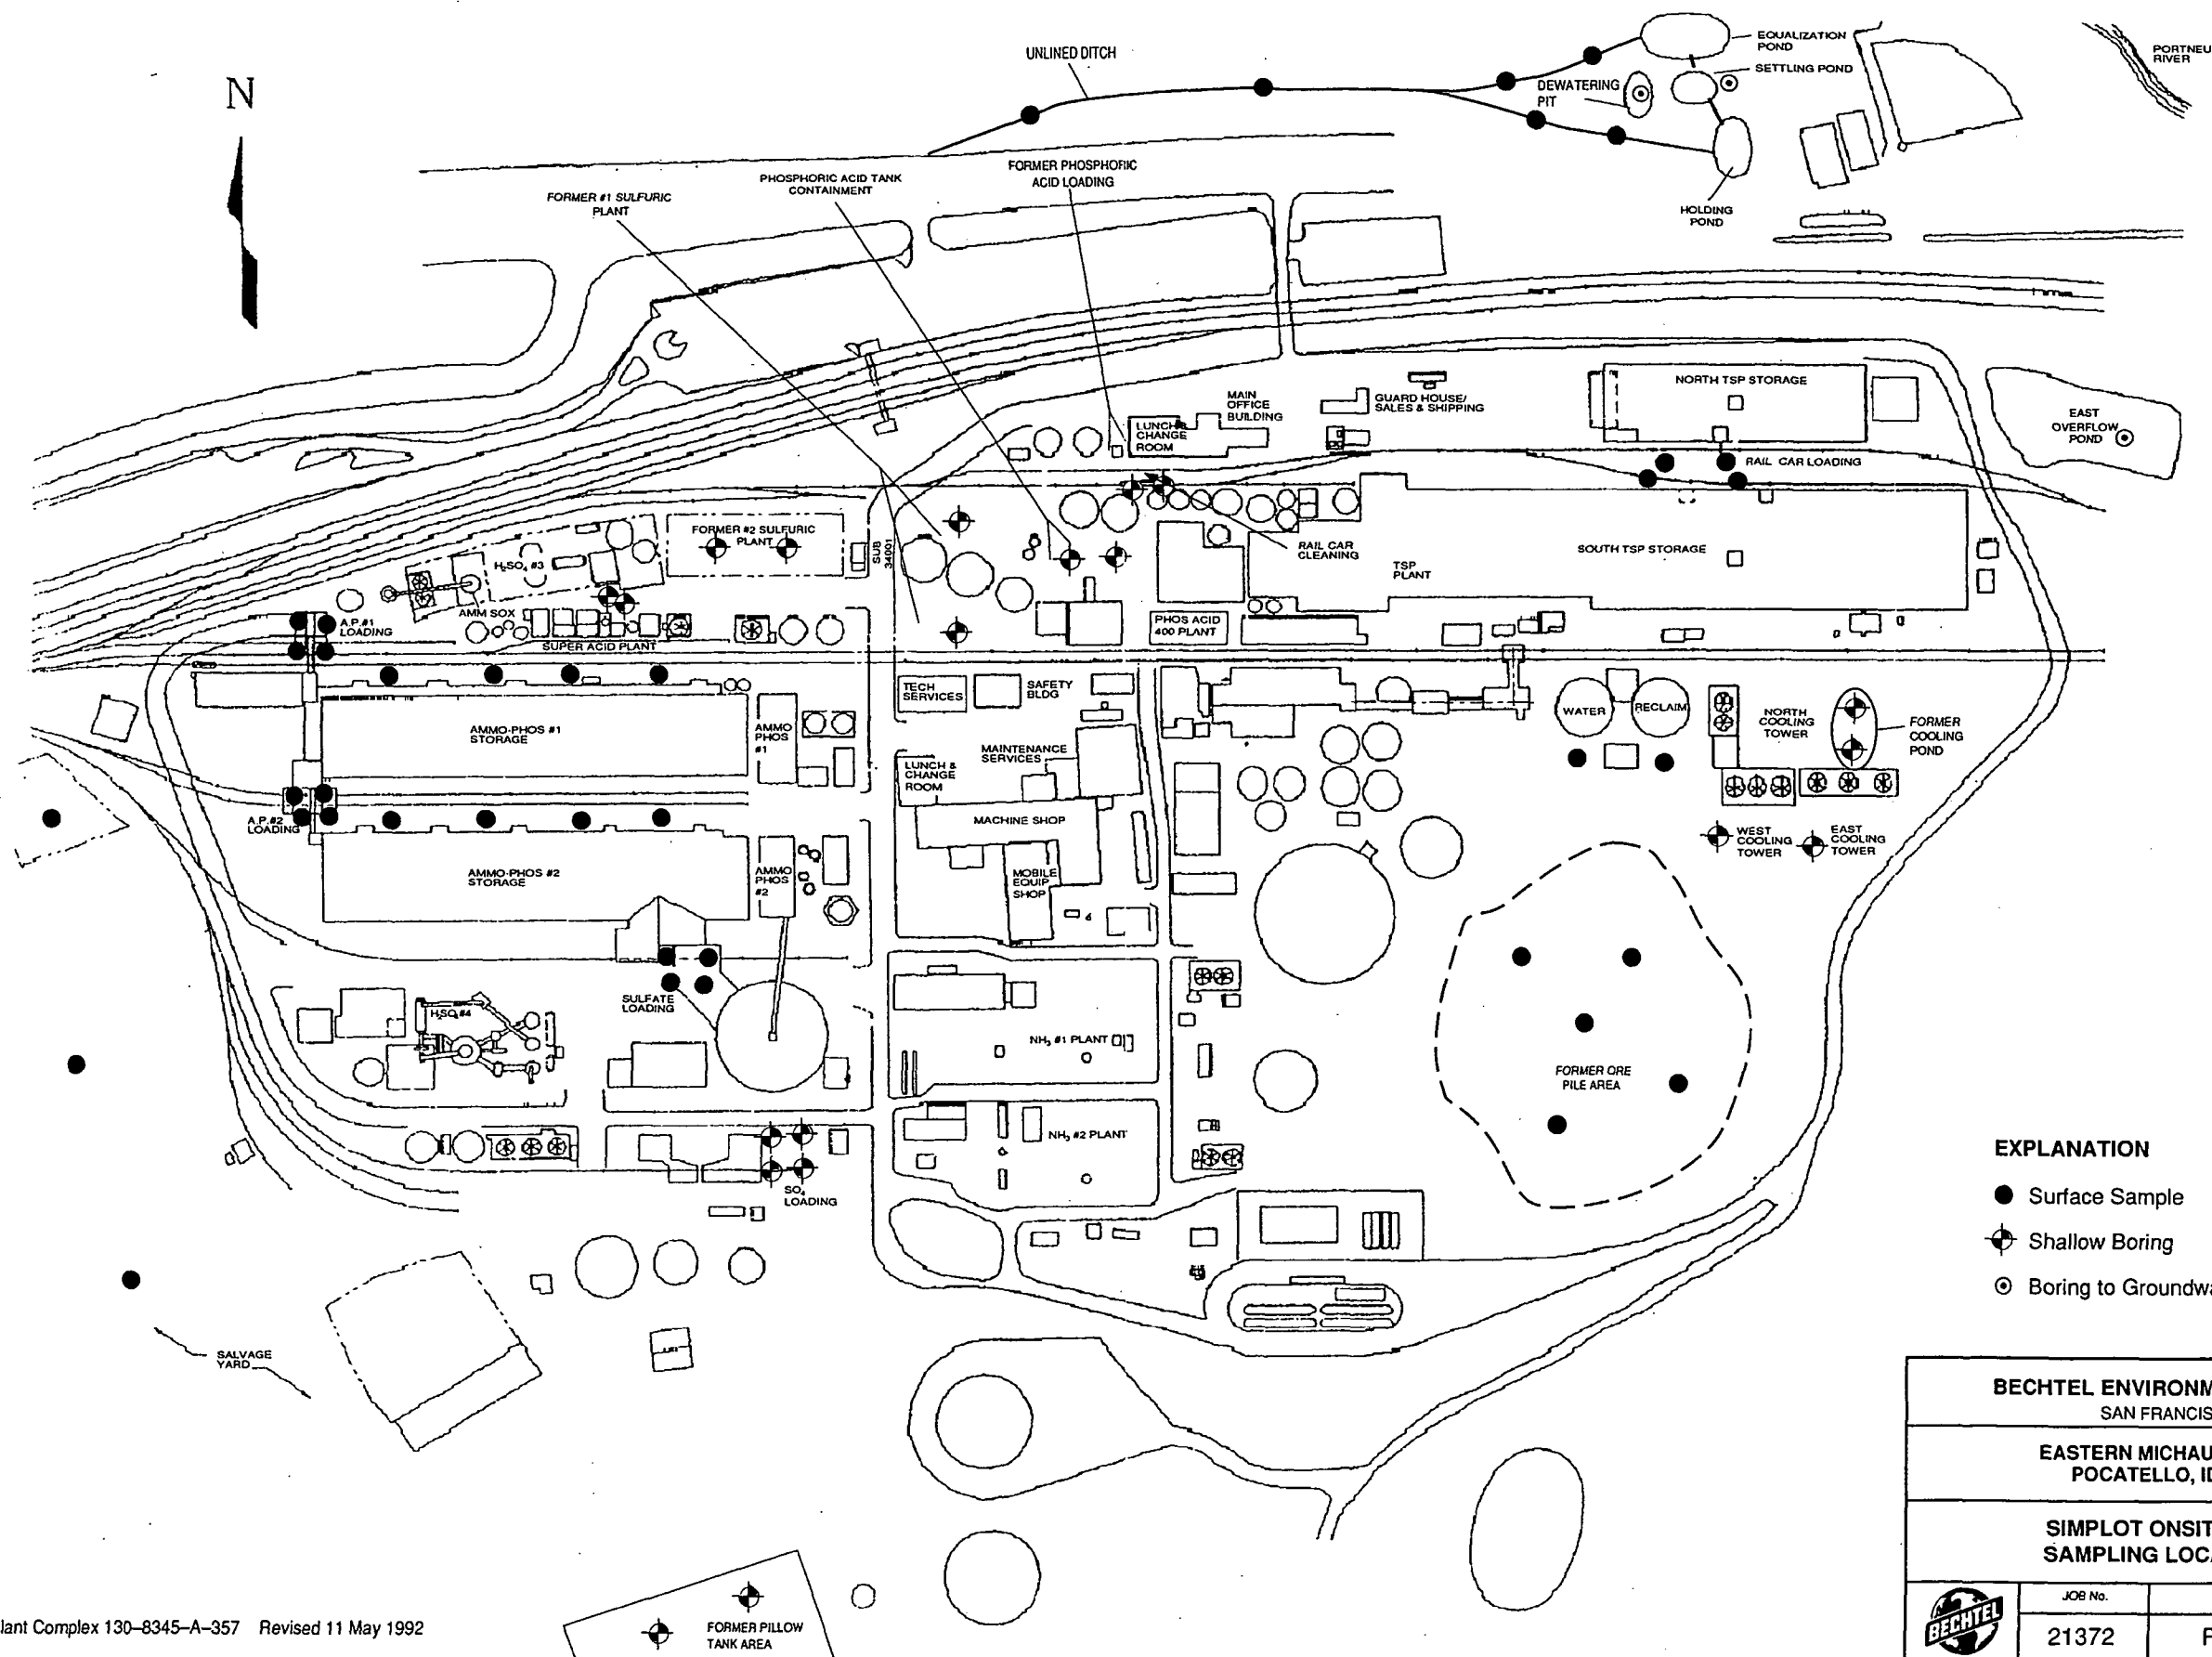 N
UNLINED DITCH
EQUALIZATION
POND
SETTLING POND
DEWATERING
PIT
PORTNEU
RIVER
HOLDING
POND
FORMER #1 SULFURIC
PLANT
PHOSPHORIC ACID TANK
CONTAINMENT
FORMER PHOSPHORIC
ACID LOADING
MAIN
OFFICE
BUILDING
GUARD HOUSE/
SALES & SHIPPING
LUNCH &
CHANGE
ROOM
NORTH TSP STORAGE
EAST
OVERFLOW
POND
RAIL CAR LOADING
FORMER #2 SULFURIC
PLANT
SUB
34001
RAIL CAR
CLEANING
TSP
PLANT
SOUTH TSP STORAGE
H2SO4 #3
AMM SOX
A.P.#1
LOADING
SUPER ACID PLANT
PHOS ACID
400 PLANT
TECH
SERVICES
SAFETY
BLDG
WATER
RECLAIM
NORTH
COOLING
TOWER
FORMER
COOLING
POND
AMMO-PHOS #1
STORAGE
AMMO
PHOS
#1
MAINTENANCE
SERVICES
LUNCH &
CHANGE
ROOM
A.P.#2
LOADING
MACHINE SHOP
WEST
COOLING
TOWER
EAST
COOLING
TOWER
AMMO-PHOS #2
STORAGE
AMMO
PHOS
#2
MOBILE
EQUIP
SHOP
SULFATE
LOADING
H2SO4 #4
NH3 #1 PLANT
FORMER ORE
PILE AREA
NH3 #2 PLANT
SO4
LOADING
EXPLANATION
Surface Sample
Shallow Boring
Boring to Groundwa
SALVAGE
YARD
BECHTEL ENVIRONM
SAN FRANCIS
EASTERN MICHAU
POCATELLO, ID
SIMPLOT ONSIT
SAMPLING LOCA
BECHTEL
JOB No.
21372
FORMER PILLOW
TANK AREA
lant Complex 130–8345–A–357 Revised 11 May 1992